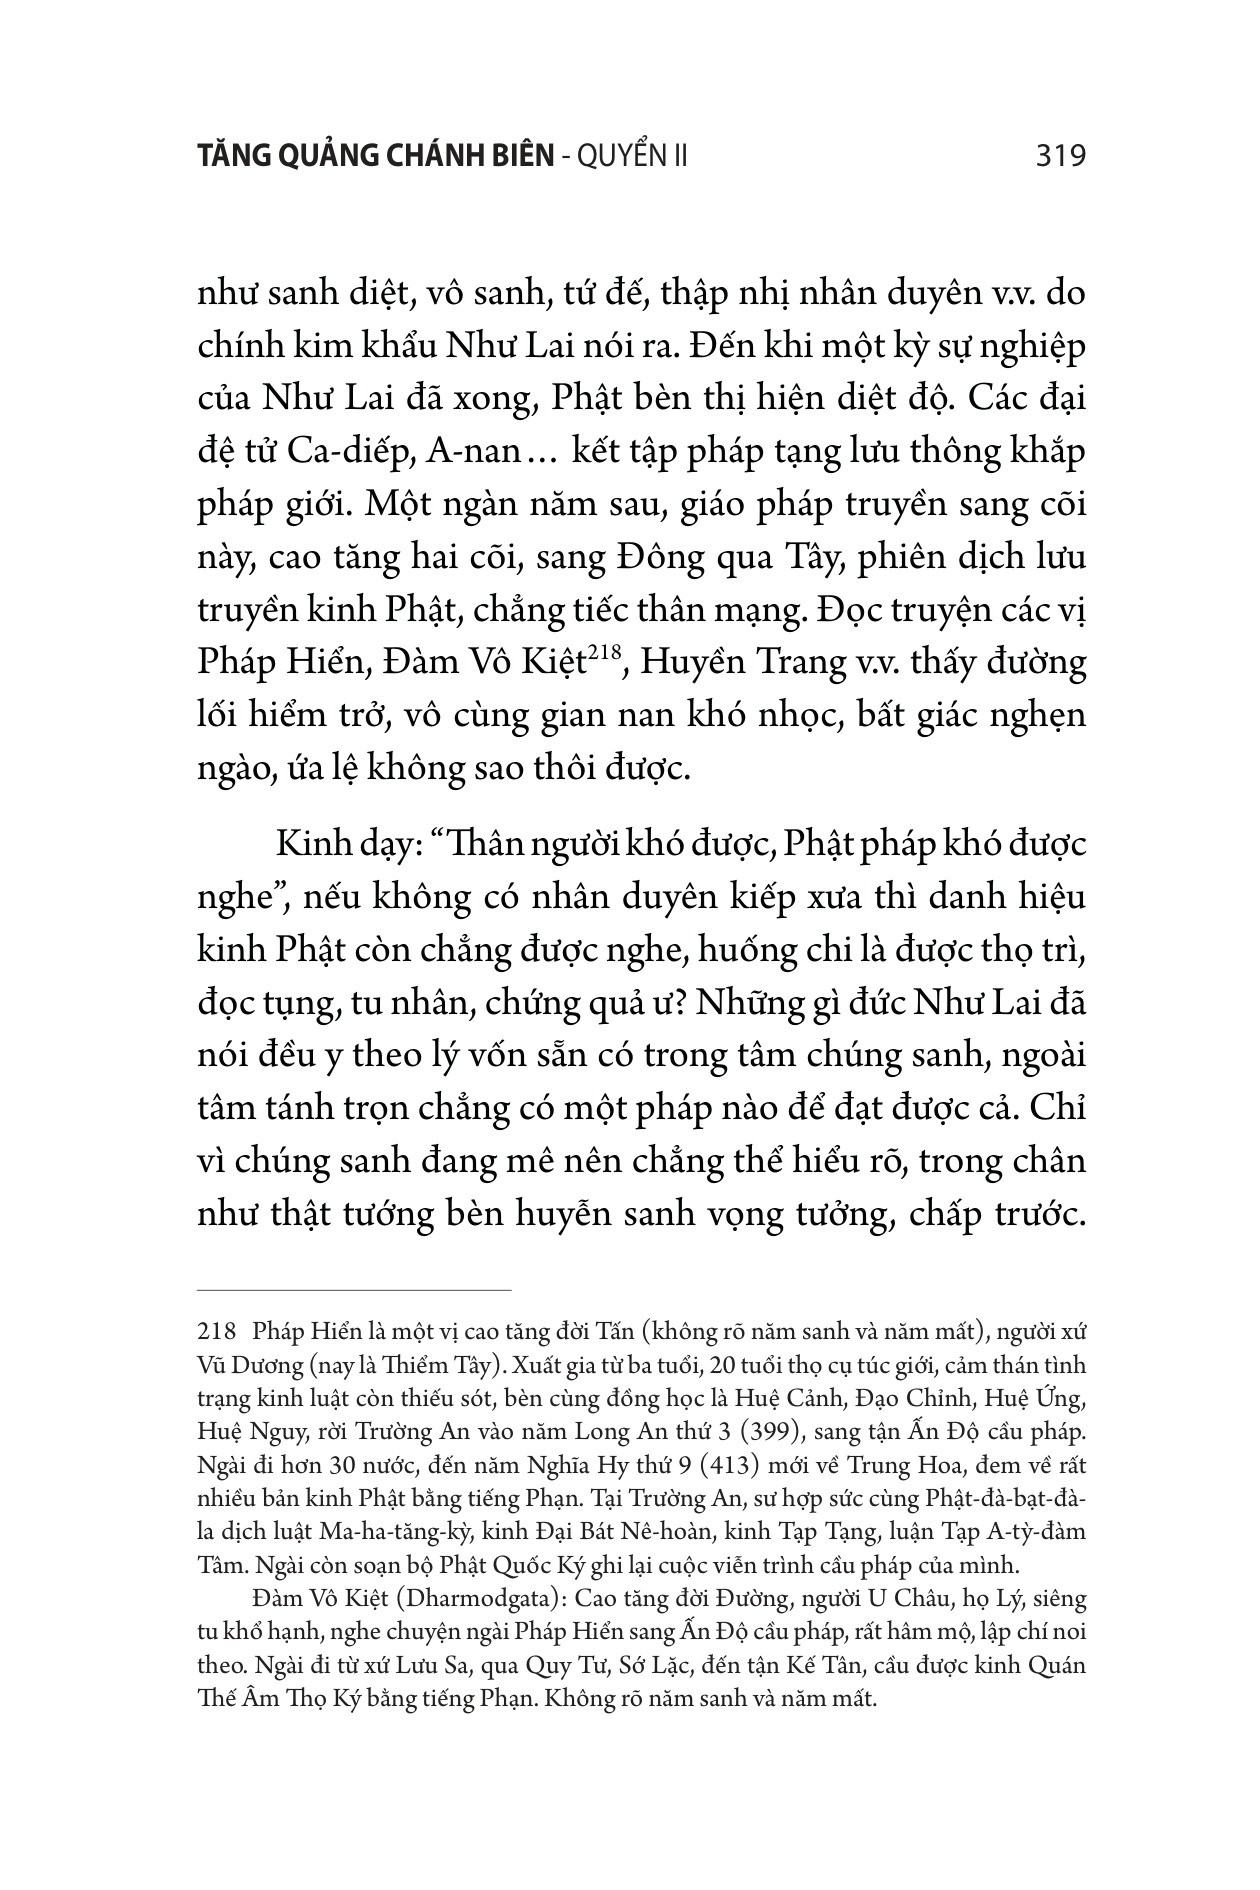 TĂNG QUẢNG CHÁNH BIÊN - QUYỂN II 319
như sanh diệt, vô sanh, tứ đế, thập nhị nhân duyên v.v. do
chính kim khẩu Như Lai nói ra. Đến khi một kỳ sự nghiệp
của Như Lai đã xong, Phật bèn thị hiện diệt độ. Các đại
đệ tử Ca-diếp, A-nan… kết tập pháp tạng lưu thông khắp
pháp giới. Một ngàn năm sau, giáo pháp truyền sang cõi
này, cao tăng hai cõi, sang Đông qua Tây, phiên dịch lưu
truyền kinh Phật, chẳng tiếc thân mạng. Đọc truyện các vị
Pháp Hiển, Đàm Vô Kiệt218, Huyền Trang v.v. thấy đường
lối hiểm trở, vô cùng gian nan khó nhọc, bất giác nghẹn
ngào, ứa lệ không sao thôi được.
Kinh dạy: “Thân người khó được, Phật pháp khó được
nghe”, nếu không có nhân duyên kiếp xưa thì danh hiệu
kinh Phật còn chẳng được nghe, huống chi là được thọ trì,
đọc tụng, tu nhân, chứng quả ư? Những gì đức Như Lai đã
nói đều y theo lý vốn sẵn có trong tâm chúng sanh, ngoài
tâm tánh trọn chẳng có một pháp nào để đạt được cả. Chỉ
vì chúng sanh đang mê nên chẳng thể hiểu rõ, trong chân
như thật tướng bèn huyễn sanh vọng tưởng, chấp trước.
218 Pháp Hiển là một vị cao tăng đời Tấn (không rõ năm sanh và năm mất), người xứ
Vũ Dương (nay là Thiểm Tây). Xuất gia từ ba tuổi, 20 tuổi thọ cụ túc giới, cảm thán tình
trạng kinh luật còn thiếu sót, bèn cùng đồng học là Huệ Cảnh, Đạo Chỉnh, Huệ Ứng,
Huệ Nguy, rời Trường An vào năm Long An thứ 3 (399), sang tận Ấn Độ cầu pháp.
Ngài đi hơn 30 nước, đến năm Nghĩa Hy thứ 9 (413) mới về Trung Hoa, đem về rất
nhiều bản kinh Phật bằng tiếng Phạn. Tại Trường An, sư hợp sức cùng Phật-đà-bạt-đà-
la dịch luật Ma-ha-tăng-kỳ, kinh Đại Bát Nê-hoàn, kinh Tạp Tạng, luận Tạp A-tỳ-đàm
Tâm. Ngài còn soạn bộ Phật Quốc Ký ghi lại cuộc viễn trình cầu pháp của mình.
Đàm Vô Kiệt (Dharmodgata): Cao tăng đời Đường, người U Châu, họ Lý, siêng
tu khổ hạnh, nghe chuyện ngài Pháp Hiển sang Ấn Độ cầu pháp, rất hâm mộ, lập chí noi
theo. Ngài đi từ xứ Lưu Sa, qua Quy Tư, Sớ Lặc, đến tận Kế Tân, cầu được kinh Quán
Thế Âm Thọ Ký bằng tiếng Phạn. Không rõ năm sanh và năm mất.